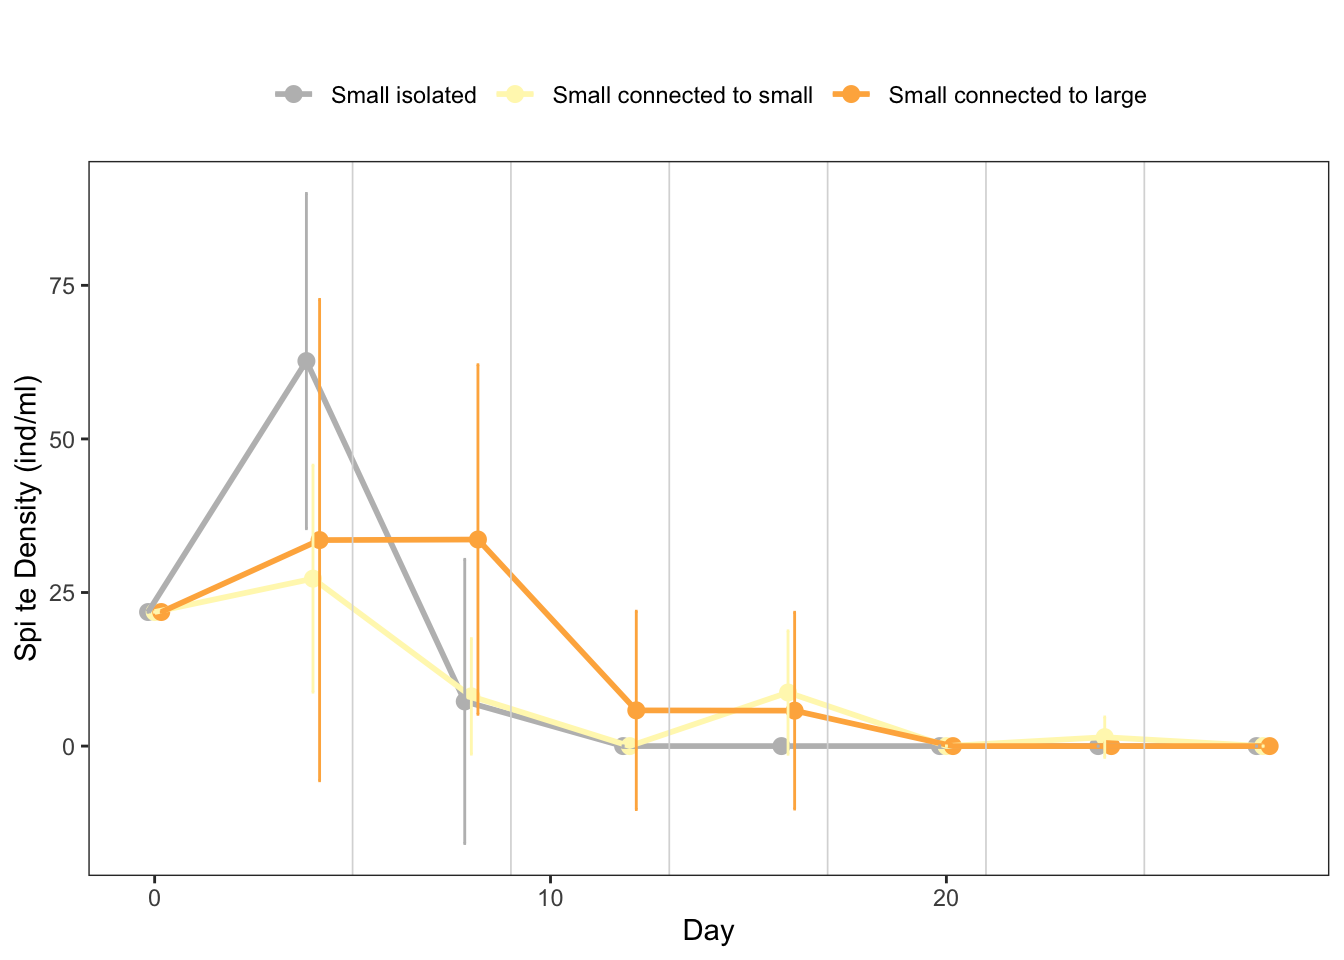 Small isolated Small connected to small Small connected to large
75
50
25
0
Spi te Density (ind/ml)
0 10 20
Day